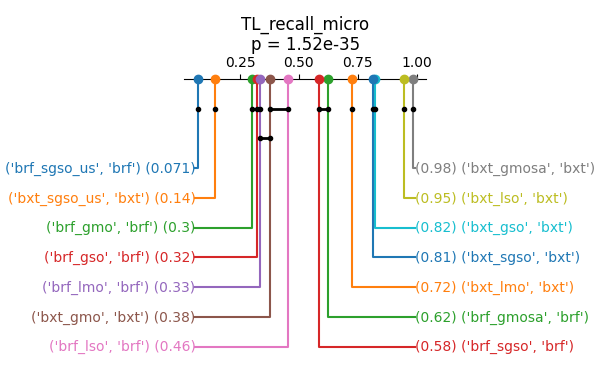 TL_recall_micro
p = 1.52e-35
0.25 0.50 0.75 1.00
('brf_sgso_us', 'brf') (0.071) (0.98) ('bxt_gmosa', 'bxt')
('bxt_sgso_us', 'bxt') (0.14) (0.95) ('bxt_lso', 'bxt')
('brf_gmo', 'brf') (0.3) (0.82) ('bxt_gso', 'bxt')
('brf_gso', 'brf') (0.32) (0.81) ('bxt_sgso', 'bxt')
('brf_lmo', 'brf') (0.33) (0.72) ('bxt_lmo', 'bxt')
('bxt_gmo', 'bxt') (0.38) (0.62) ('brf_gmosa', 'brf')
('brf_lso', 'brf') (0.46) (0.58) ('brf_sgso', 'brf')